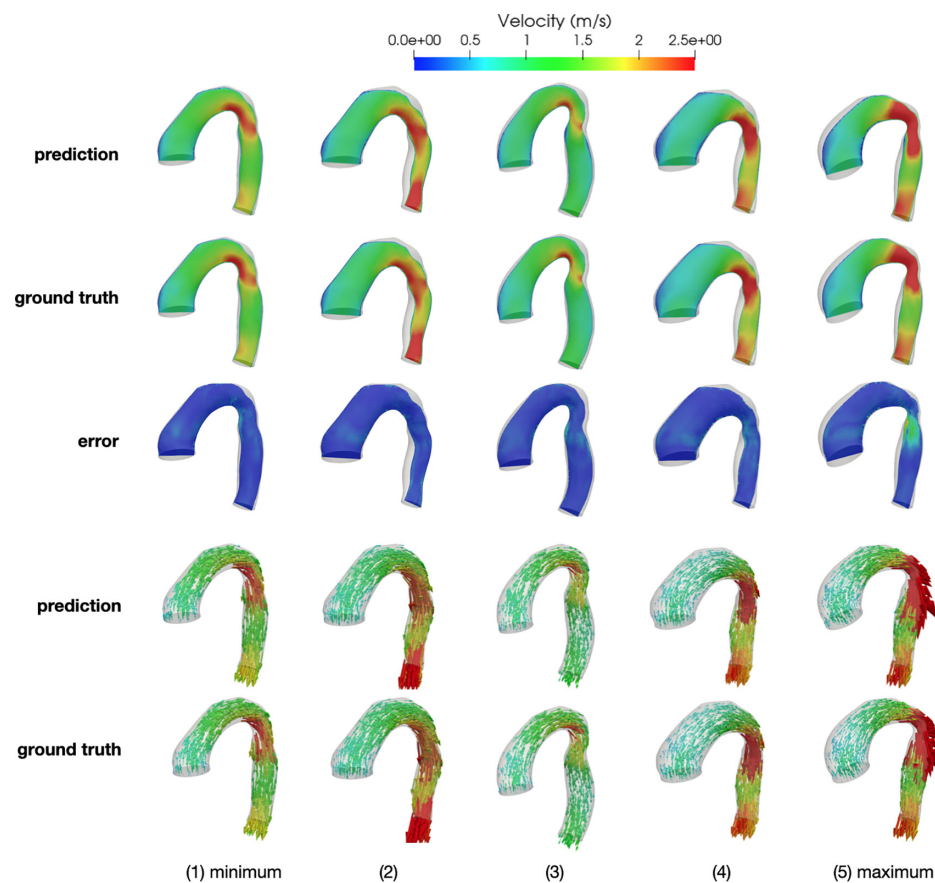 Velocity (m/s)
0.0e+00 0.5 1 1.5 2 2.5e+00
prediction
ground truth
error
prediction
ground truth
(1) minimum (2) (3) (4) (5) maximum